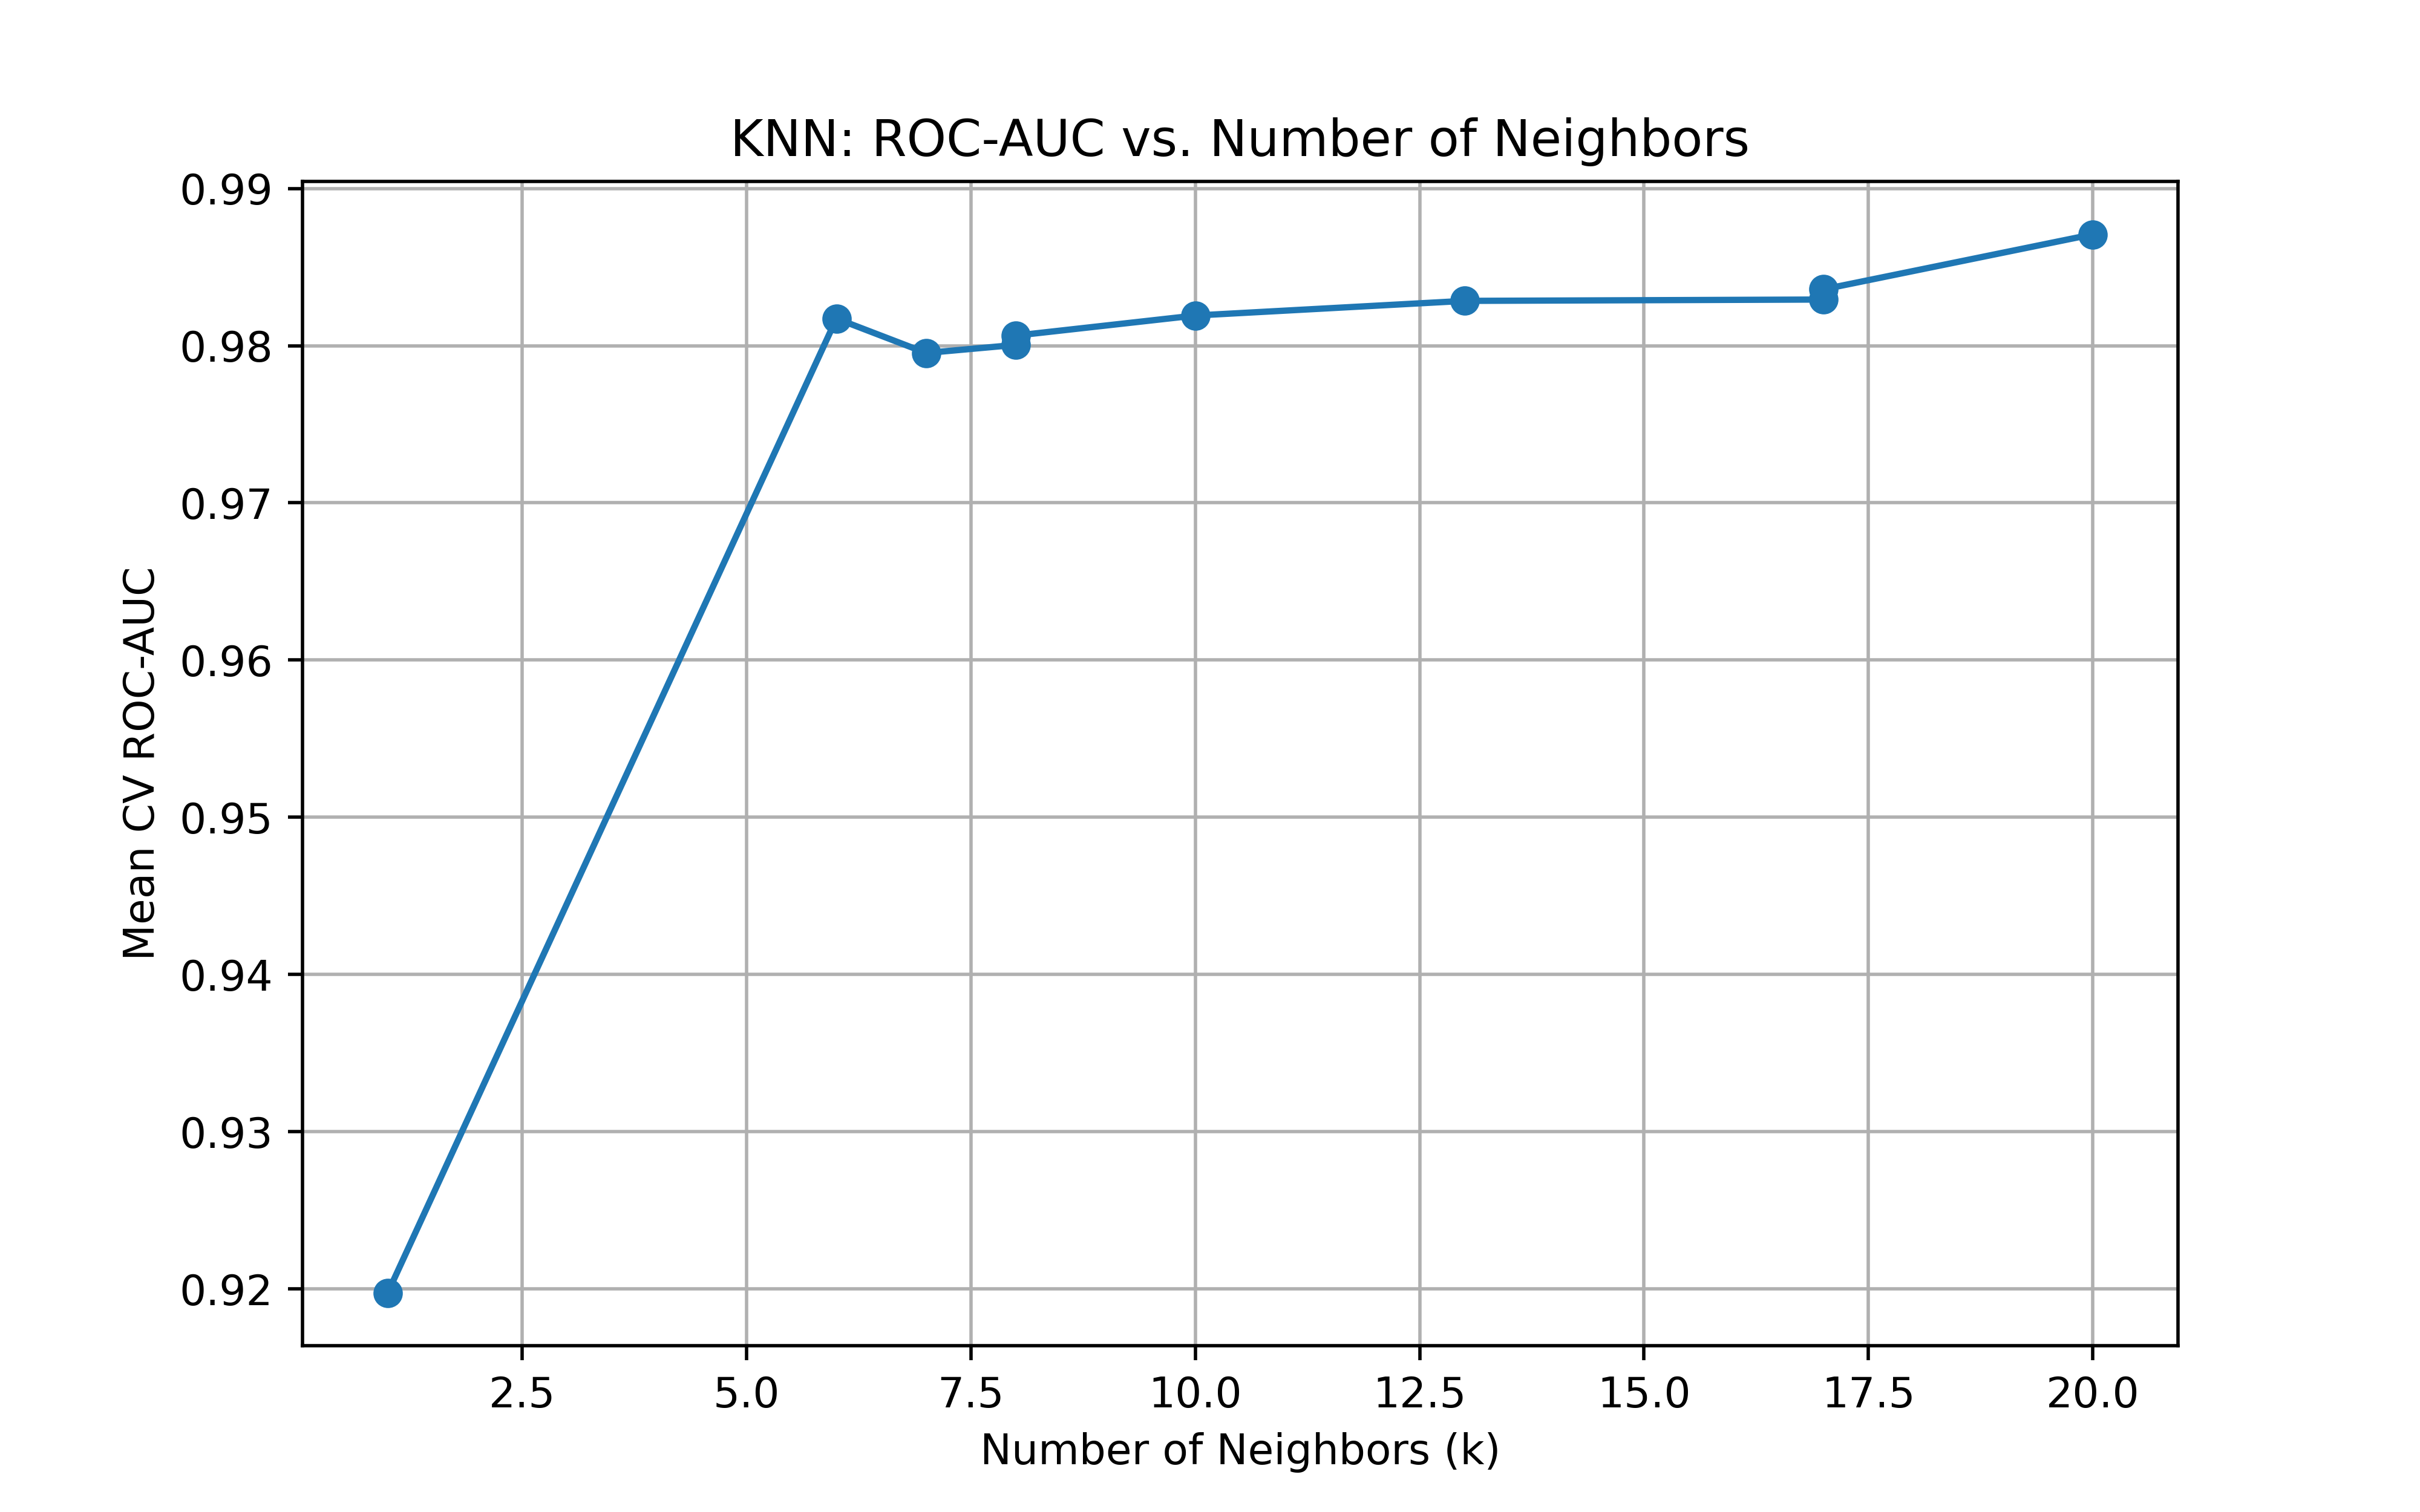 KNN: ROC-AUC vs. Number of Neighbors
Mean CV ROC-AUC
0.99
0.98
0.97
0.96
0.95
0.94
0.93
0.92
2.5 5.0 7.5 10.0 12.5 15.0 17.5 20.0
Number of Neighbors (k)